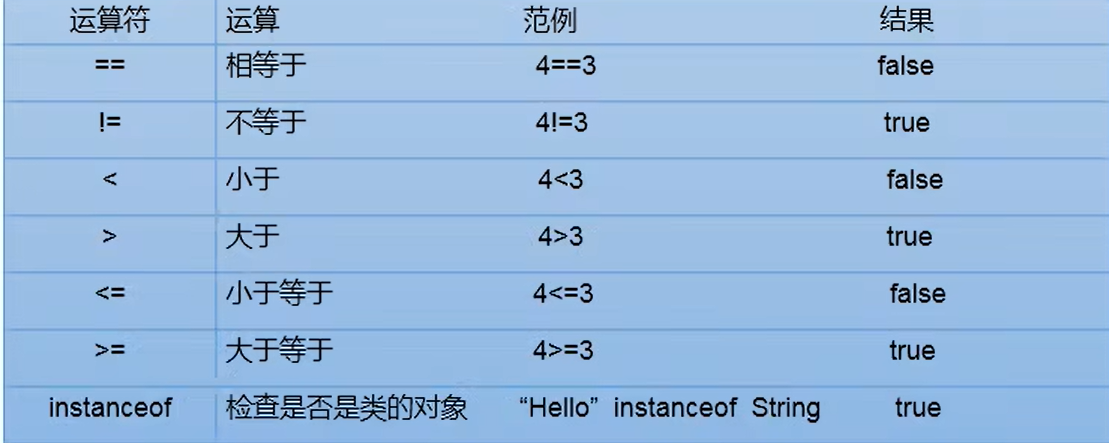 运算符 运算 范例 结果
== 相等于 4==3 false
!= 不等于 4!=3 true
< 小于 4<3 false
> 大于 4>3 true
<= 小于等于 4<=3 false
>= 大于等于 4>=3 true
instanceof 检查是否是类的对象 “Hello” instanceof String true